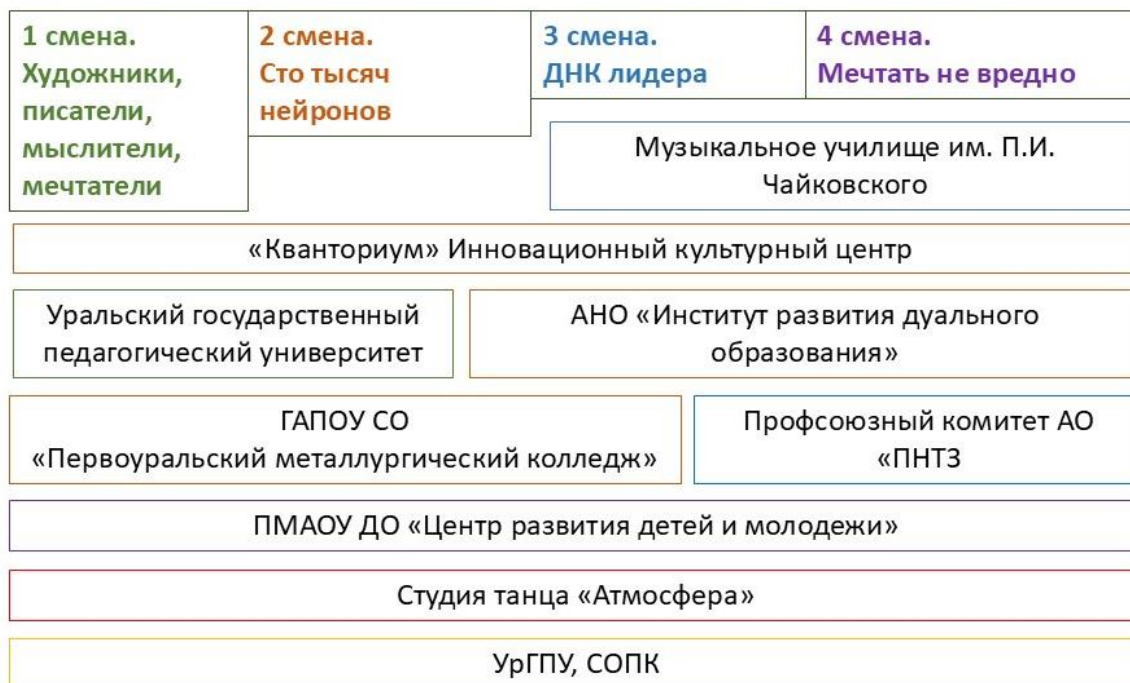 1 смена.
Художники,
писатели,
мыслители,
мечтатели
2 смена.
Сто тысяч
нейронов
3 смена.
ДНК лидера
4 смена.
Мечтать не вредно
Музыкальное училище им. П.И.
Чайковского
«Кванториум» Инновационный культурный центр
Уральский государственный
педагогический университет
АНО «Институт развития дуального
образования»
ГАПОУ СО
«Первоуральский металлургический колледж»
Профсоюзный комитет АО
«ПНТЗ
ПМАОУ ДО «Центр развития детей и молодежи»
Студия танца «Атмосфера»
УрГПУ, СОПК